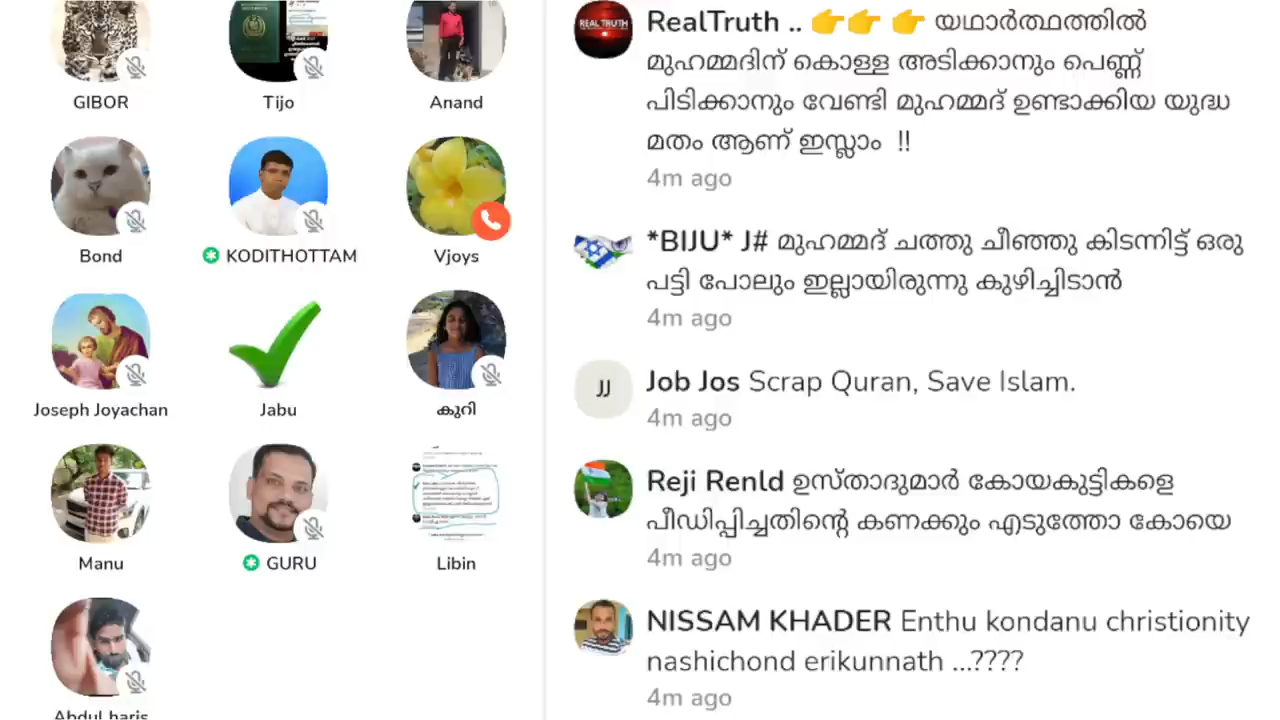 GIBOR
Tijo
Anand
Bond
KODITHOTTAM
Vjoys
Joseph Joyachan
Jabu
കുറി
Manu
GURU
Libin
Abdul haris
REAL TRUTH
RealTruth .. 👉👉 👉 യഥാർത്ഥത്തിൽ
മുഹമ്മദിന് കൊള്ള അടിക്കാനും പെണ്ണ്
പിടിക്കാനും വേണ്ടി മുഹമ്മദ് ഉണ്ടാക്കിയ യുദ്ധ
മതം ആണ് ഇസ്ലാം !!
4m ago
*BIJU* J# മുഹമ്മദ് ചത്തു ചീഞ്ഞു കിടന്നിട്ട് ഒരു
പട്ടി പോലും ഇല്ലായിരുന്നു കുഴിച്ചിടാൻ
4m ago
JJ
Job Jos Scrap Quran, Save Islam.
4m ago
Reji Renld ഉസ്താദുമാർ കോയകുട്ടികളെ
പീഡിപ്പിച്ചതിന്റെ കണക്കും എടുത്തോ കോയെ
4m ago
NISSAM KHADER Enthu kondanu christionity
nashichond erikunnath ...????
4m ago